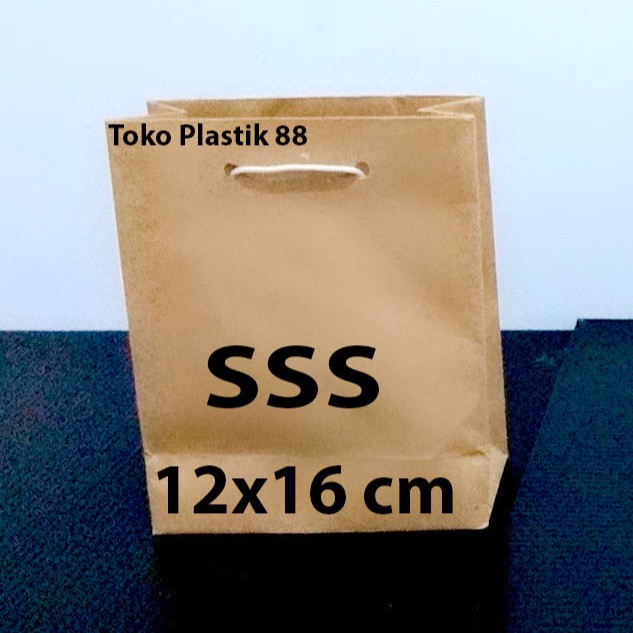 Toko Plastik 88
SSS
12x16 cm